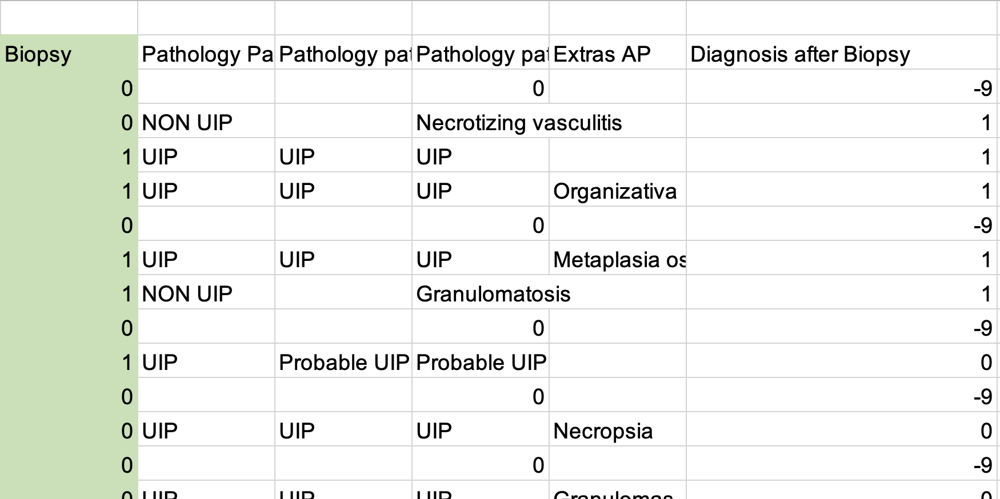 Biopsy Pathology Pa Pathology pat Pathology pat Extras AP Diagnosis after Biopsy
0 0 -9
0 NON UIP Necrotizing vasculitis 1
1 UIP UIP UIP 1
1 UIP UIP UIP Organizativa 1
0 0 -9
1 UIP UIP UIP Metaplasia os 1
1 NON UIP Granulomatosis 1
0 0 -9
1 UIP Probable UIP Probable UIP 0
0 0 -9
0 UIP UIP UIP Necropsia 0
0 0 -9
0 UIP UIP UIP Granulomas 0